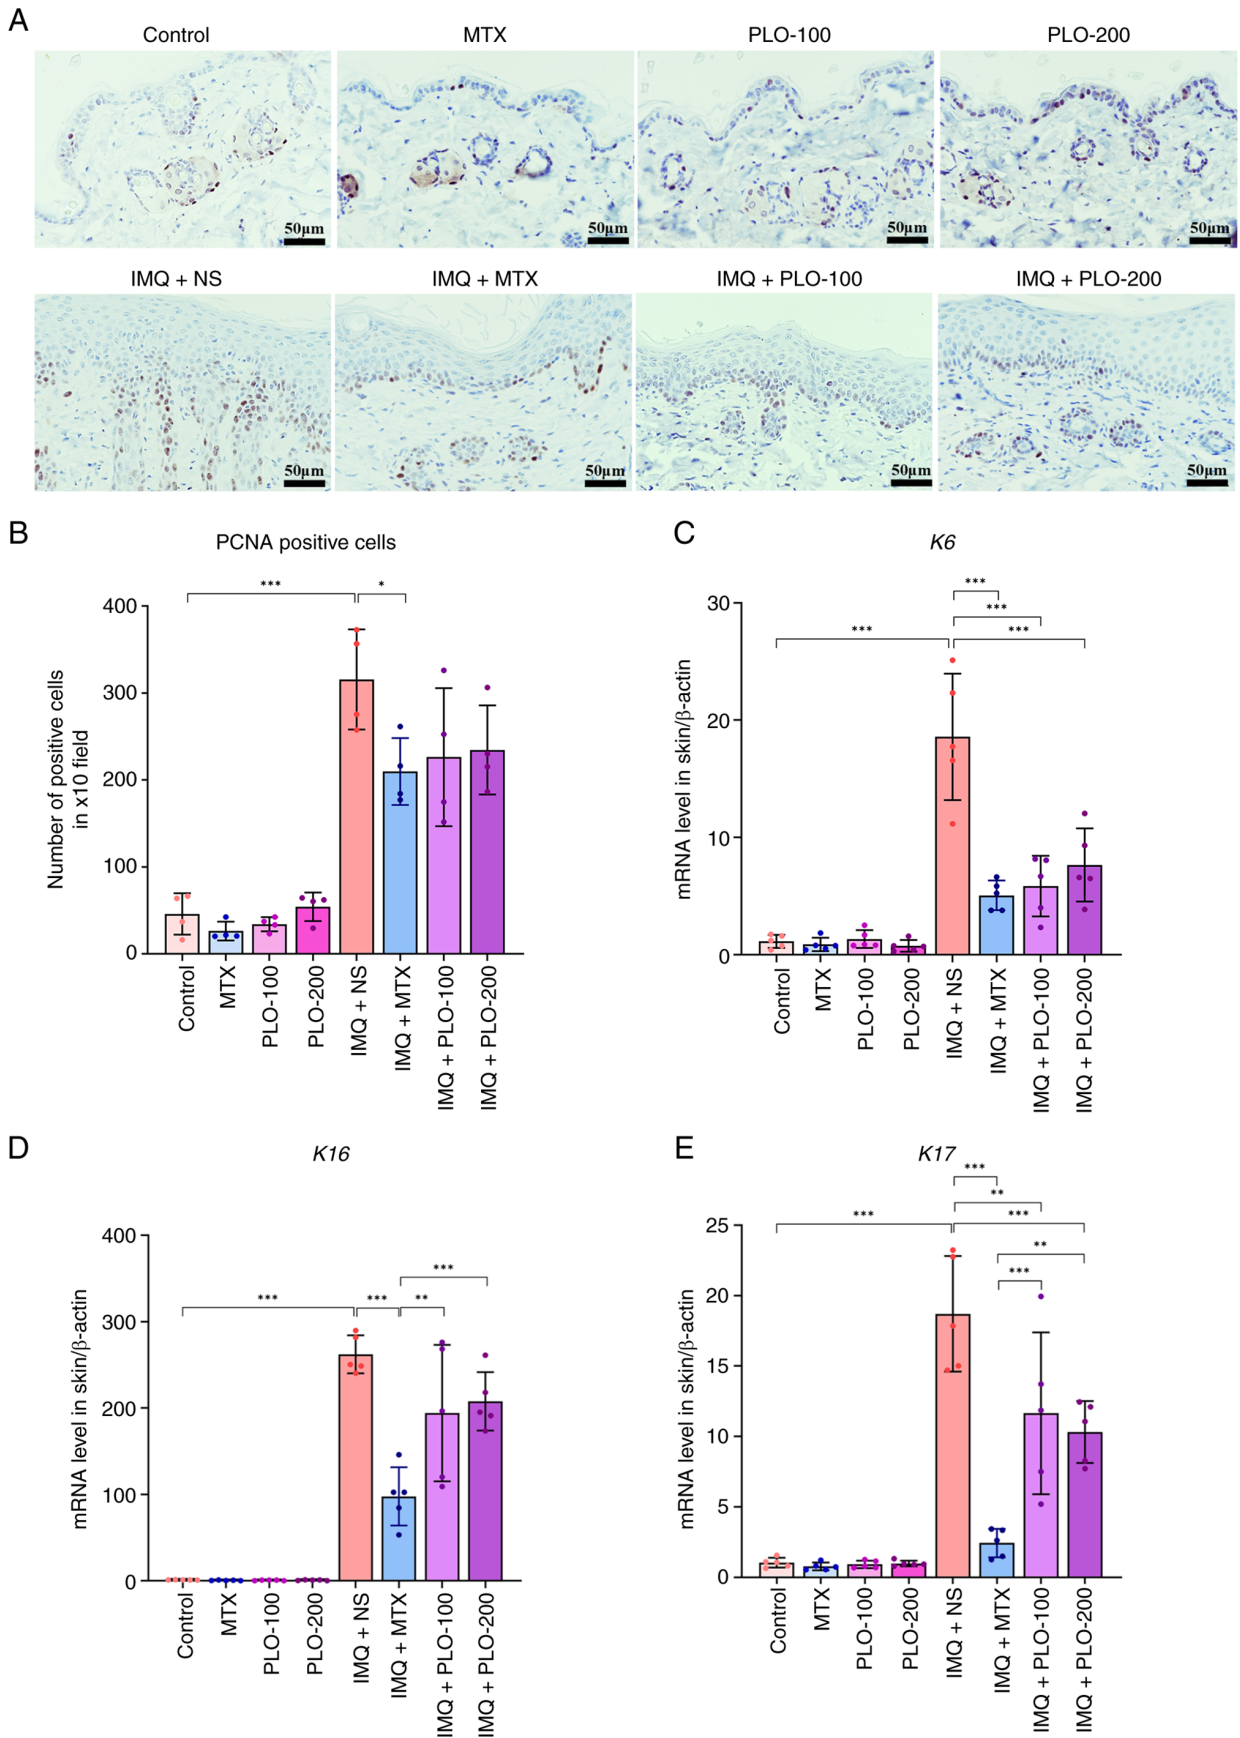 A
Control
MTX
PLO-100
PLO-200
50µm
50µm
50µm
50µm
IMQ + NS
IMQ + MTX
IMQ + PLO-100
IMQ + PLO-200
50µm
50µm
50µm
50µm
B
PCNA positive cells
Number of positive cells
in x10 field
400
300
200
100
0
***
*
Control
MTX
PLO-100
PLO-200
IMQ + NS
IMQ + MTX
IMQ + PLO-100
IMQ + PLO-200
C
K6
mRNA level in skin/β-actin
30
20
10
0
***
***
***
***
Control
MTX
PLO-100
PLO-200
IMQ + NS
IMQ + MTX
IMQ + PLO-100
IMQ + PLO-200
D
K16
mRNA level in skin/β-actin
400
300
200
100
0
***
***
***
**
Control
MTX
PLO-100
PLO-200
IMQ + NS
IMQ + MTX
IMQ + PLO-100
IMQ + PLO-200
E
K17
mRNA level in skin/β-actin
25
20
15
10
5
0
***
**
***
***
**
***
Control
MTX
PLO-100
PLO-200
IMQ + NS
IMQ + MTX
IMQ + PLO-100
IMQ + PLO-200